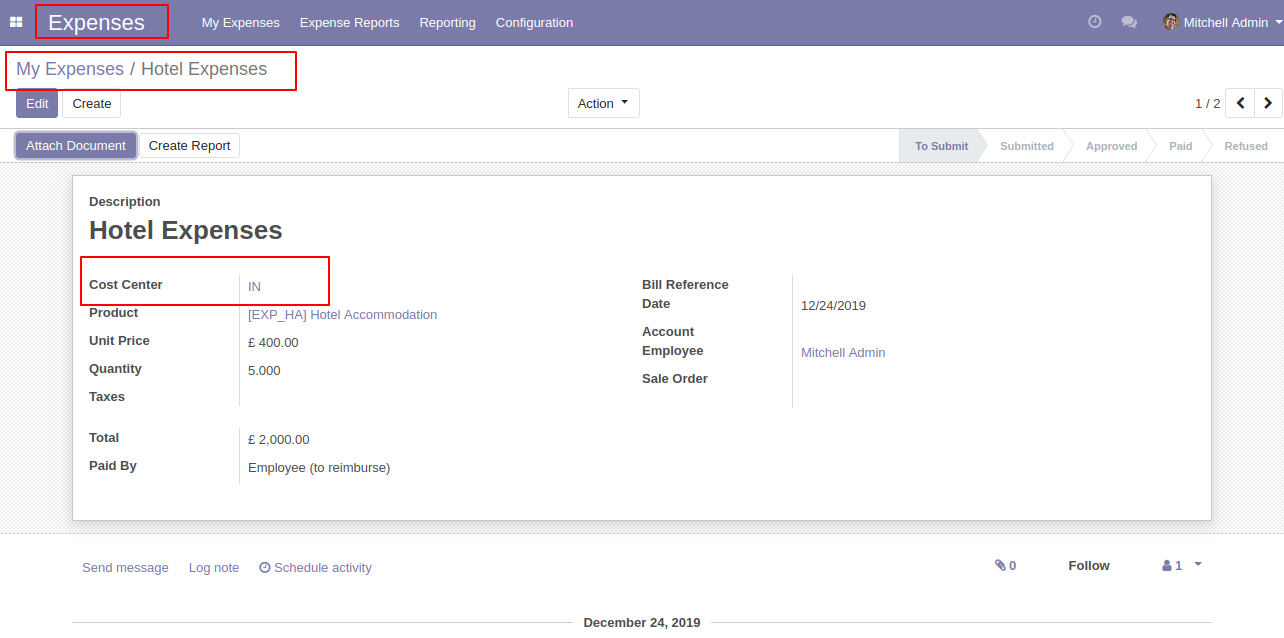 Expenses My Expenses Expense Reports Reporting Configuration Mitchell Admin
My Expenses / Hotel Expenses
Edit Create Action 1 / 2
Attach Document Create Report To Submit Submitted Approved Paid Refused
Description
Hotel Expenses
Cost Center IN
Product [EXP_HA] Hotel Accommodation
Unit Price £ 400.00
Quantity 5.000
Taxes
Total £ 2,000.00
Paid By Employee (to reimburse)
Bill Reference
Date 12/24/2019
Account
Employee Mitchell Admin
Sale Order
Send message Log note Schedule activity 0 Follow 1
December 24, 2019